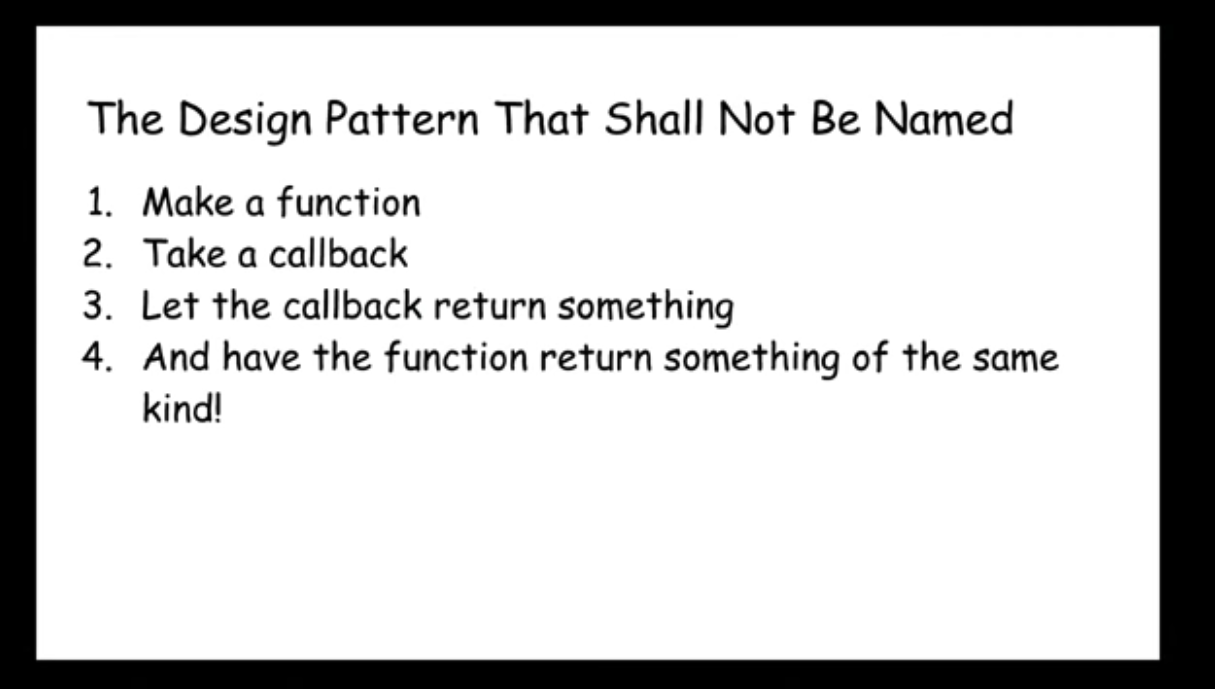 The Design Pattern That Shall Not Be Named
1. Make a function
2. Take a callback
3. Let the callback return something
4. And have the function return something of the same
kind!